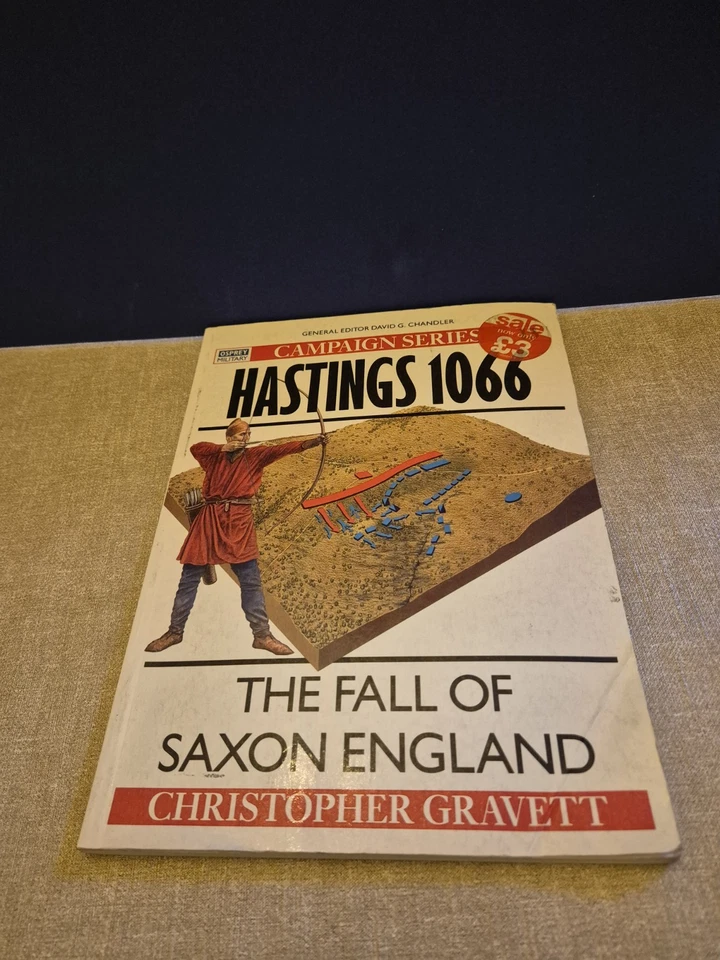 GENERAL EDITOR DAVID G. CHANDLER
OSPREY
MILITARY
CAMPAIGN SERIES
sale
now only
£3
HASTINGS 1066
THE FALL OF
SAXON ENGLAND
CHRISTOPHER GRAVETT